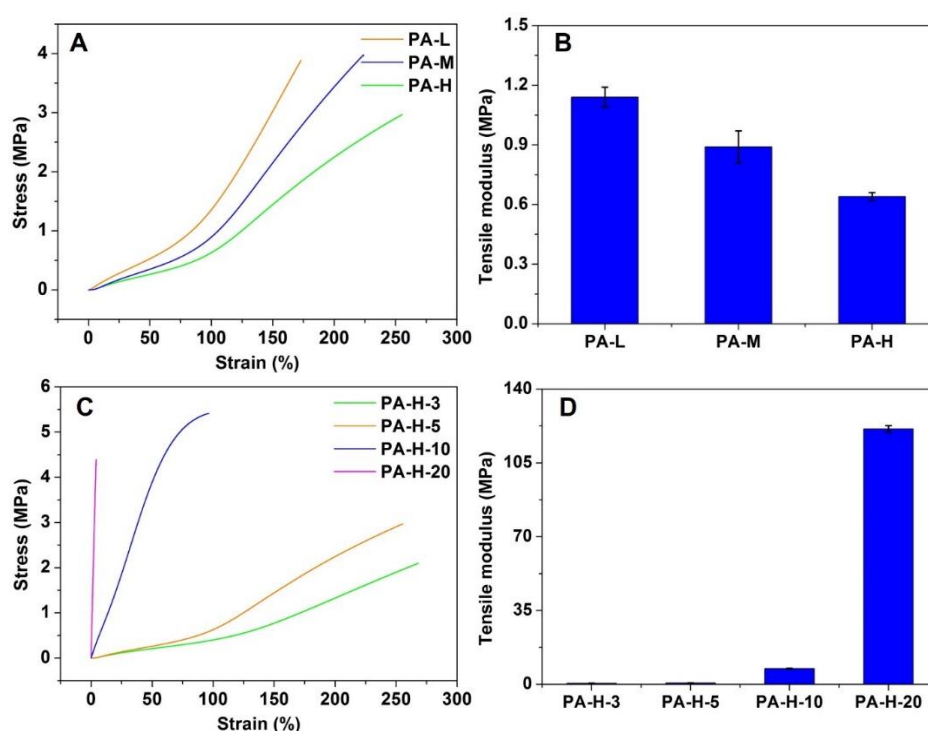 A
PA-L
PA-M
PA-H
Stress (MPa)
4
3
2
1
0
0 50 100 150 200 250 300
Strain (%)
B
Tensile modulus (MPa)
1.5
1.2
0.9
0.6
0.3
0.0
PA-L PA-M PA-H
C
PA-H-3
PA-H-5
PA-H-10
PA-H-20
Stress (MPa)
6
5
4
3
2
1
0
0 50 100 150 200 250 300
Strain (%)
D
Tensile modulus (MPa)
140
105
70
35
0
PA-H-3 PA-H-5 PA-H-10 PA-H-20